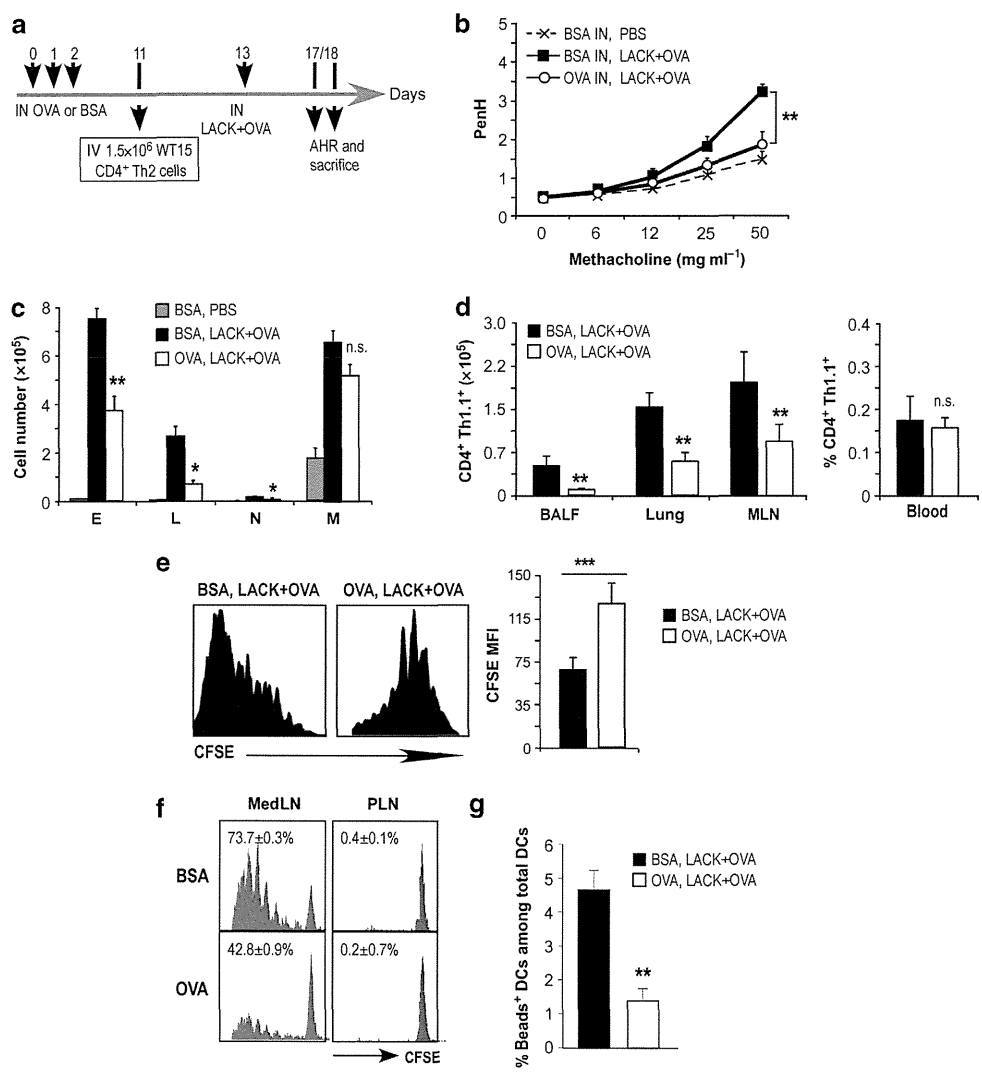 a
0 1 2 11 13 17/18
Days
IN OVA or BSA
IN
LACK+OVA
IV 1.5×10⁶ WT15
CD4⁺ Th2 cells
AHR and
sacrifice
b
BSA IN, PBS
BSA IN, LACK+OVA
OVA IN, LACK+OVA
PenH
5
4
3
2
1
0
**
0 6 12 25 50
Methacholine (mg ml⁻¹)
c
BSA, PBS
BSA, LACK+OVA
OVA, LACK+OVA
Cell number (×10⁵)
8
6
4
2
0
**
*
*
n.s.
E L N M
d
BSA, LACK+OVA
OVA, LACK+OVA
CD4⁺ Th1.1⁺ (×10⁵)
3.0
2.2
1.5
0.7
0
**
**
**
BALF Lung MLN
% CD4⁺ Th1.1⁺
0.4
0.3
0.2
0.1
0
n.s.
Blood
e
BSA, LACK+OVA OVA, LACK+OVA
CFSE
CFSE MFI
150
115
75
35
0
***
BSA, LACK+OVA
OVA, LACK+OVA
f
MedLN PLN
BSA
73.7±0.3% 0.4±0.1%
OVA
42.8±0.9% 0.2±0.7%
CFSE
g
% Beads⁺ DCs among total DCs
6
5
4
3
2
1
0
**
BSA, LACK+OVA
OVA, LACK+OVA